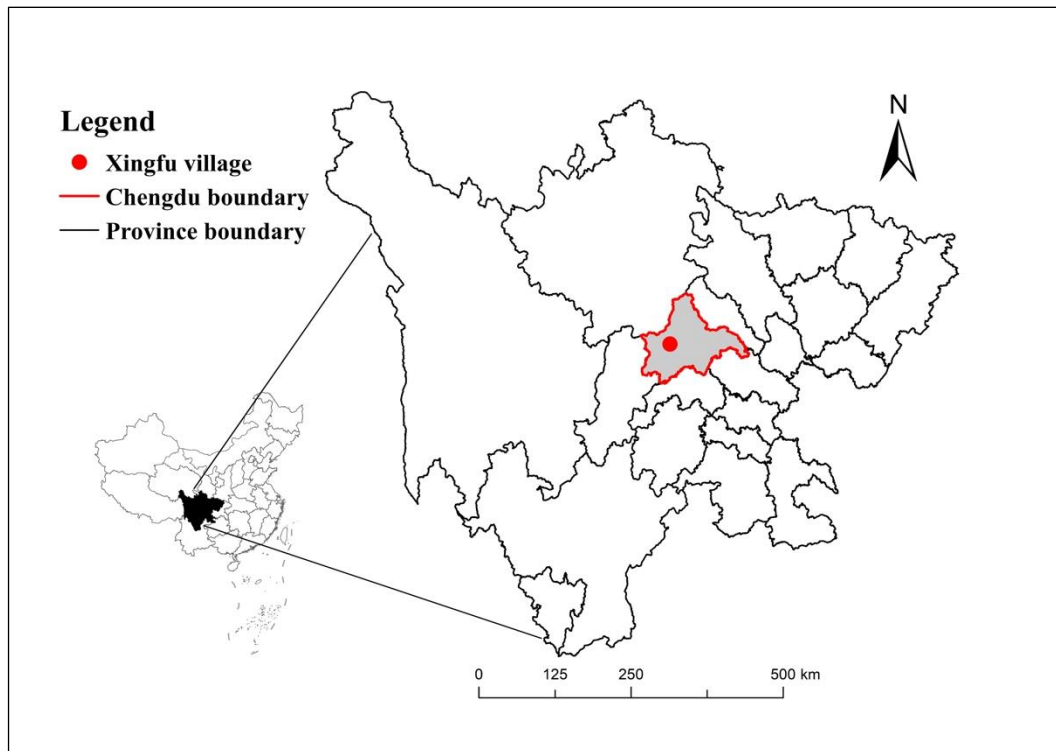 Legend
Xingfu village
Chengdu boundary
Province boundary
N
0 125 250 500 km